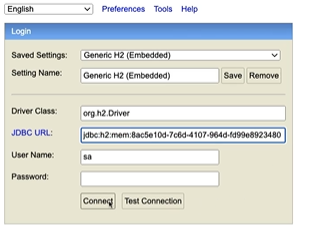 English Preferences Tools Help
Login
Saved Settings: Generic H2 (Embedded)
Setting Name: Generic H2 (Embedded) Save Remove
Driver Class: org.h2.Driver
JDBC URL: jdbc:h2:mem:8ac5e10d-7c6d-4107-964d-fd99e8923480
User Name: sa
Password:
Connect Test Connection